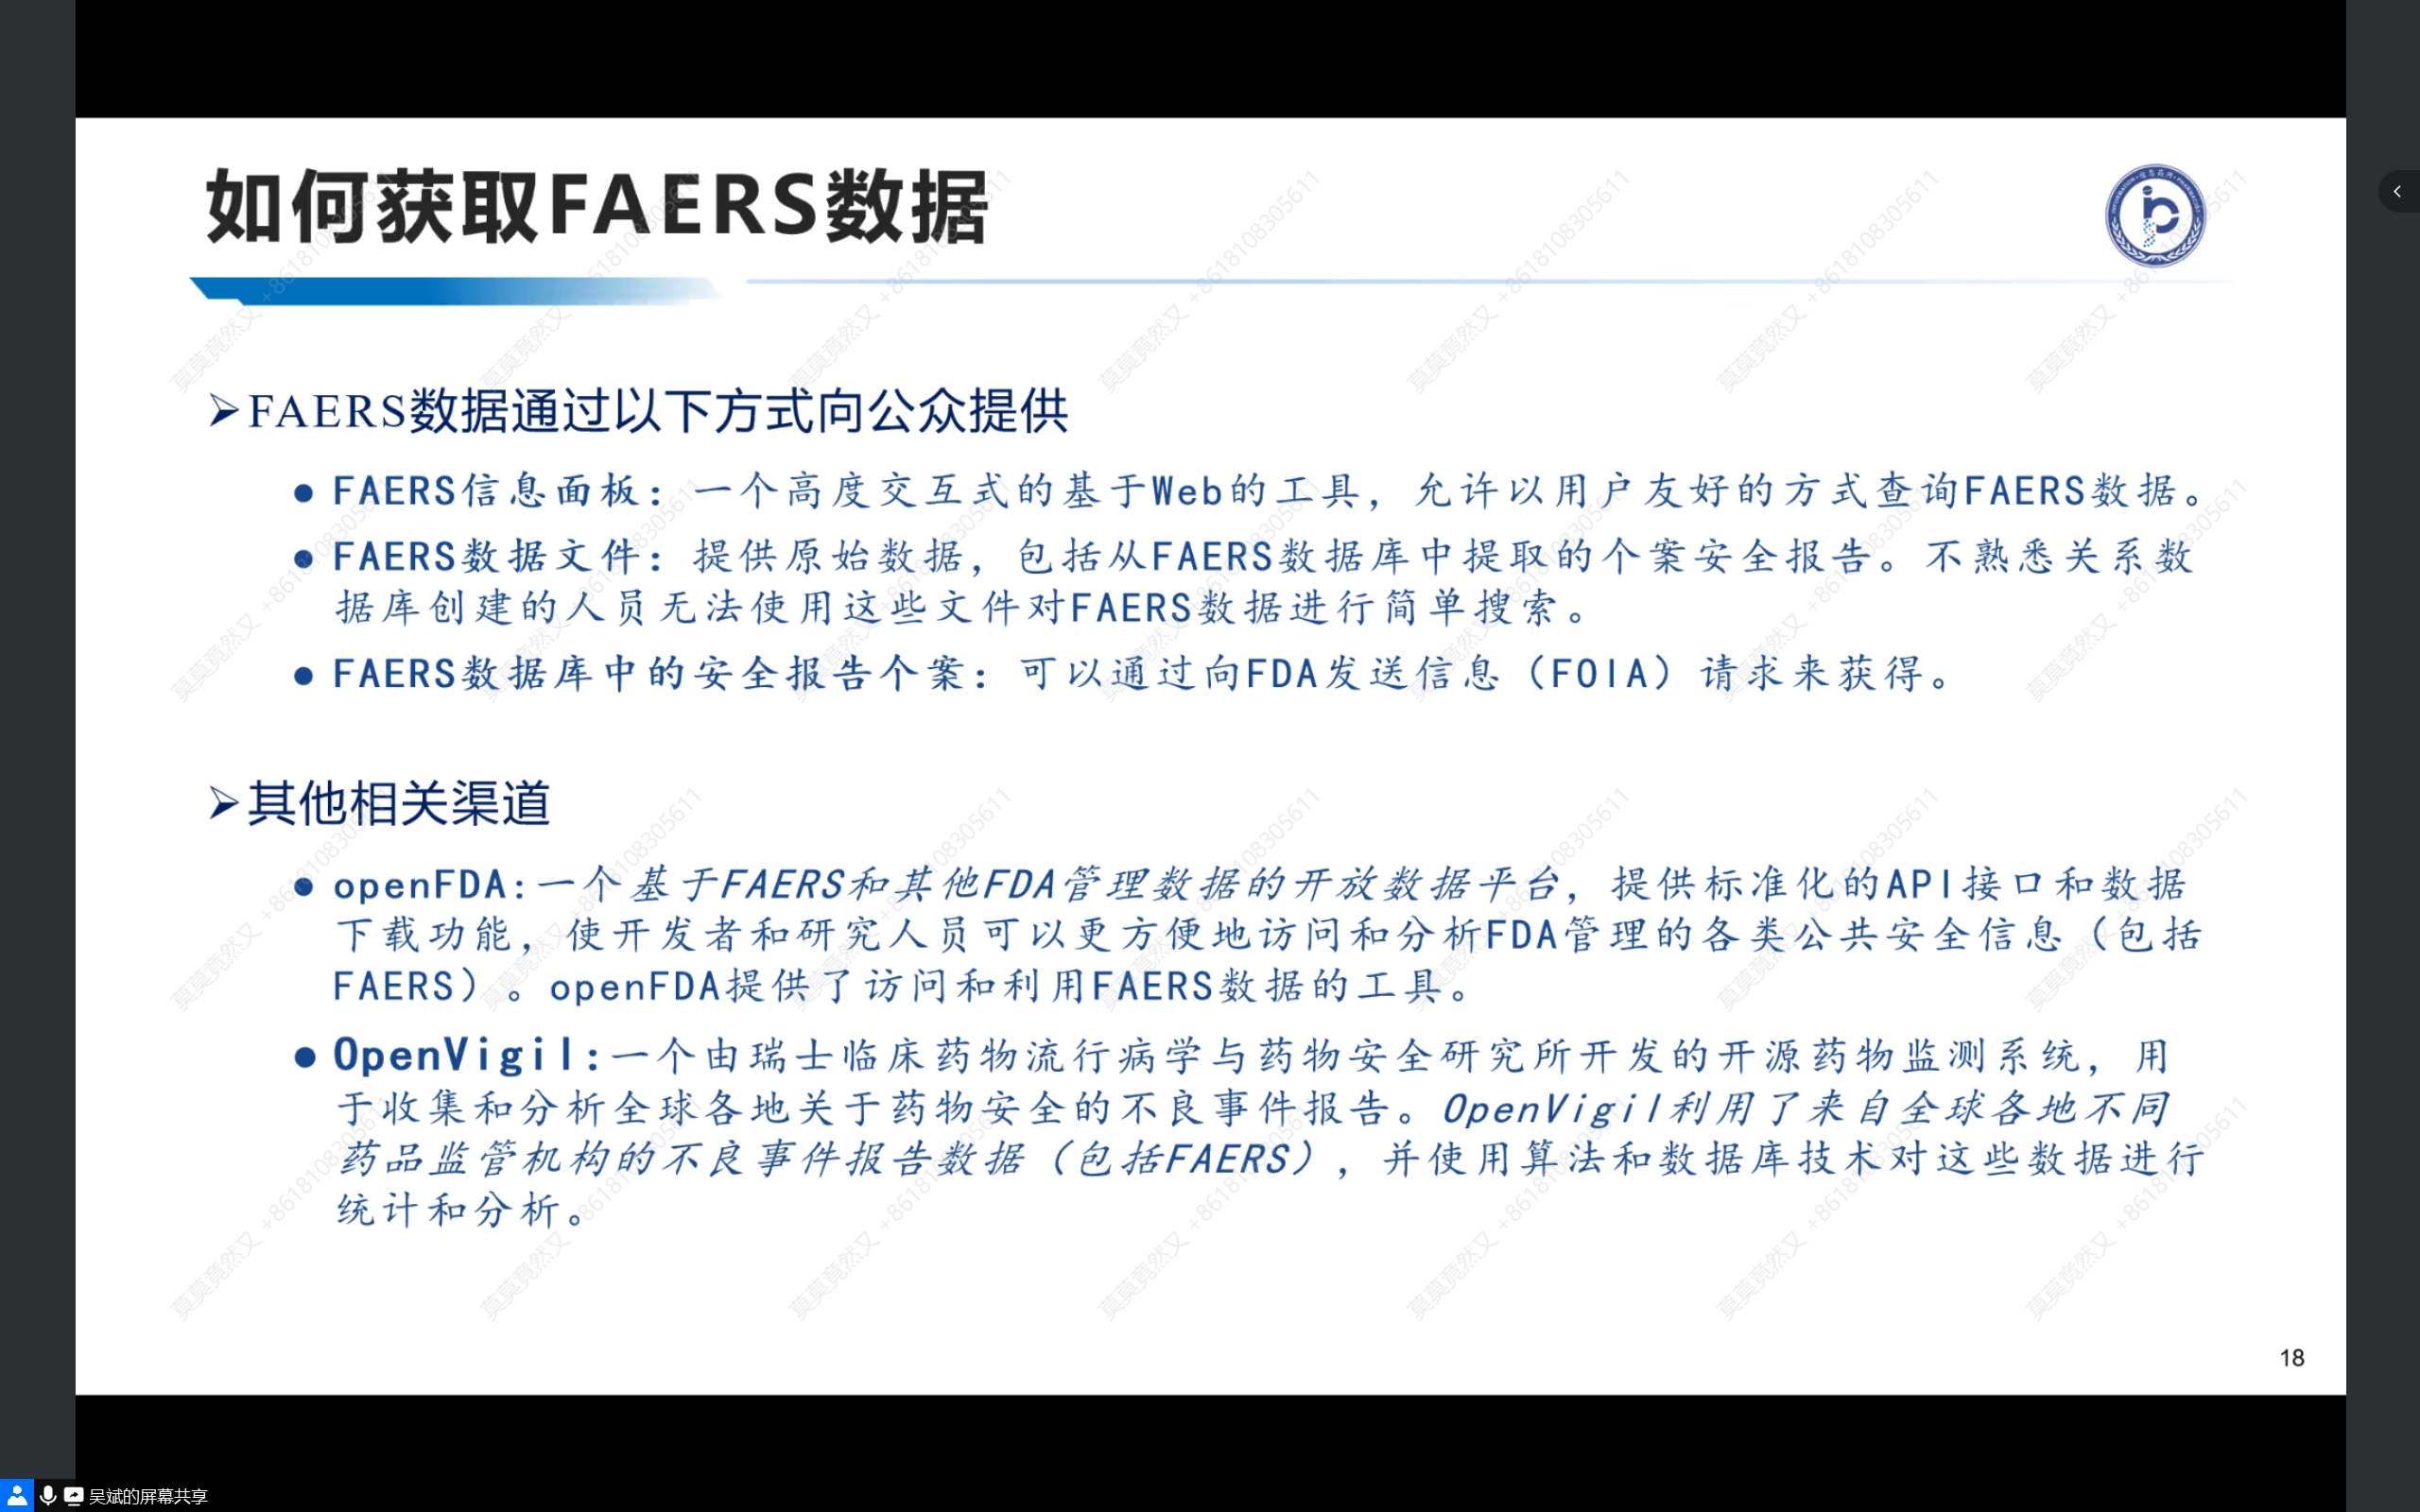 如何获取FAERS数据
➢FAERS数据通过以下方式向公众提供
● FAERS信息面板：一个高度交互式的基于Web的工具，允许以用户友好的方式查询FAERS数据。
● FAERS数据文件：提供原始数据，包括从FAERS数据库中提取的个案安全报告。不熟悉关系数
据库创建的人员无法使用这些文件对FAERS数据进行简单搜索。
● FAERS数据库中的安全报告个案：可以通过向FDA发送信息（FOIA）请求来获得。
➢其他相关渠道
● openFDA:一个基于FAERS和其他FDA管理数据的开放数据平台，提供标准化的API接口和数据
下载功能，使开发者和研究人员可以更方便地访问和分析FDA管理的各类公共安全信息（包括
FAERS）。openFDA提供了访问和利用FAERS数据的工具。
● OpenVigil:一个由瑞士临床药物流行病学与药物安全研究所开发的开源药物监测系统，用
于收集和分析全球各地关于药物安全的不良事件报告。OpenVigil利用了来自全球各地不同
药品监管机构的不良事件报告数据（包括FAERS），并使用算法和数据库技术对这些数据进行
统计和分析。
18
吴斌的屏幕共享
莫莫竟然又 +8618108305611